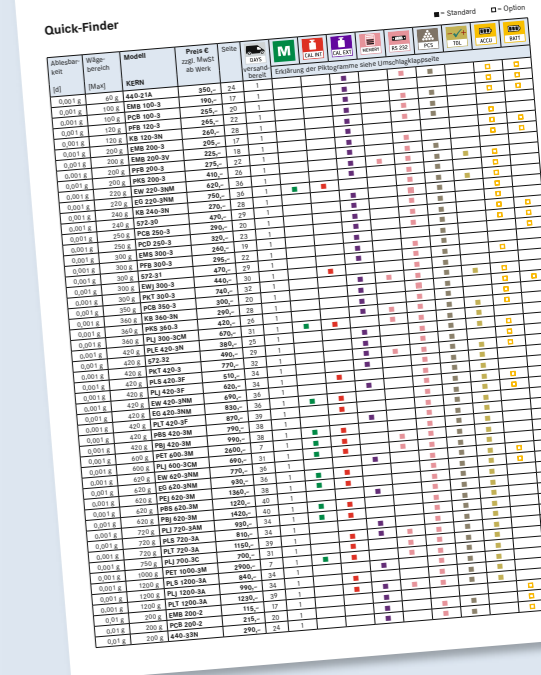 Quick-Finder
■ = Standard □ = Option
Ablesbar-keit [d] Wäge-bereich [Max] Modell KERN Preis € zzgl. MwSt ab Werk Seite DAYS versand-bereit M CAL INT CAL EXT MEMORY RS 232 PCS TOL ACCU BATT
Erklärung der Piktogramme siehe Umschlagklappseite
0,001 g 60 g 440-21A 350,- 24 1
0,001 g 100 g EMB 100-3 190,- 17 1
0,001 g 100 g PCB 100-3 255,- 20 1
0,001 g 120 g PFB 120-3 265,- 22 1
0,001 g 120 g KB 120-3N 260,- 28 1
0,001 g 200 g EMB 200-3 205,- 17 1
0,001 g 200 g EMB 200-3V 225,- 18 1
0,001 g 200 g PFB 200-3 275,- 22 1
0,001 g 200 g PKS 200-3 410,- 26 1
0,001 g 220 g EW 220-3NM 620,- 36 1
0,001 g 220 g EG 220-3NM 750,- 36 1
0,001 g 240 g KB 240-3N 270,- 28 1
0,001 g 240 g 572-30 470,- 29 1
0,001 g 250 g PCB 250-3 290,- 20 1
0,001 g 250 g PCD 250-3 320,- 23 1
0,001 g 300 g EMS 300-3 260,- 19 1
0,001 g 300 g PFB 300-3 295,- 22 1
0,001 g 300 g 572-31 470,- 29 1
0,001 g 300 g EWJ 300-3 440,- 30 1
0,001 g 300 g PKT 300-3 740,- 32 1
0,001 g 350 g PCB 350-3 300,- 20 1
0,001 g 360 g KB 360-3N 290,- 28 1
0,001 g 360 g PKS 360-3 420,- 26 1
0,001 g 360 g PLJ 300-3CM 670,- 31 1
0,001 g 420 g PLE 420-3N 380,- 25 1
0,001 g 420 g 572-32 490,- 29 1
0,001 g 420 g PKT 420-3 770,- 32 1
0,001 g 420 g PLS 420-3F 510,- 34 1
0,001 g 420 g PLJ 420-3F 620,- 34 1
0,001 g 420 g EW 420-3NM 690,- 36 1
0,001 g 420 g EG 420-3NM 830,- 36 1
0,001 g 420 g PLT 420-3F 870,- 39 1
0,001 g 420 g PBS 420-3M 790,- 38 1
0,001 g 420 g PBJ 420-3M 990,- 38 1
0,001 g 600 g PET 600-3M 2600,- 7 1
0,001 g 600 g PLJ 600-3CM 690,- 31 1
0,001 g 620 g EW 620-3NM 770,- 36 1
0,001 g 620 g EG 620-3NM 930,- 36 1
0,001 g 620 g PEJ 620-3M 1360,- 38 1
0,001 g 620 g PBS 620-3M 1220,- 40 1
0,001 g 620 g PBJ 620-3M 1420,- 40 1
0,001 g 720 g PLJ 720-3AM 930,- 34 1
0,001 g 720 g PLS 720-3A 810,- 34 1
0,001 g 720 g PLT 720-3A 1150,- 39 1
0,001 g 750 g PLJ 700-3C 700,- 31 1
0,001 g 1000 g PET 1000-3M 2900,- 7 1
0,001 g 1200 g PLS 1200-3A 840,- 34 1
0,001 g 1200 g PLJ 1200-3A 990,- 34 1
0,001 g 1200 g PLT 1200-3A 1230,- 39 1
0,01 g 200 g EMB 200-2 115,- 17 1
0,01 g 200 g PCB 200-2 215,- 20 1
0,01 g 200 g 440-33N 290,- 24 1